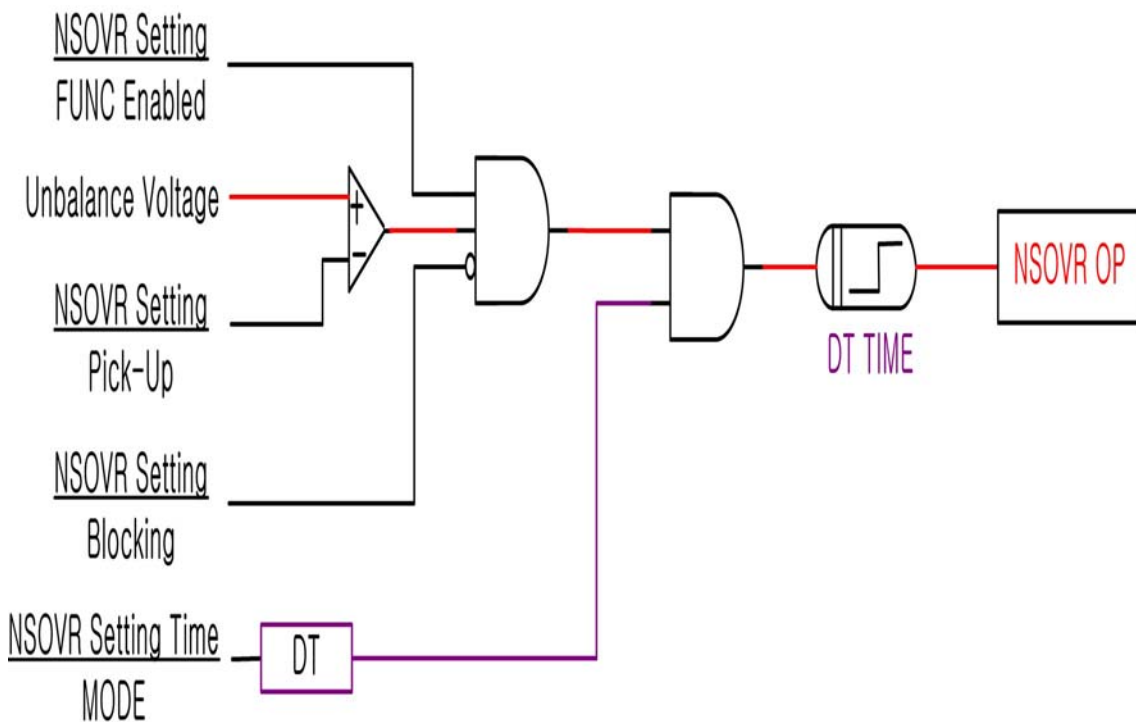 NSOVR Setting
FUNC Enabled
Unbalance Voltage
+
-
NSOVR Setting
Pick-Up
NSOVR OP
DT TIME
NSOVR Setting
Blocking
NSOVR Setting Time
MODE
DT